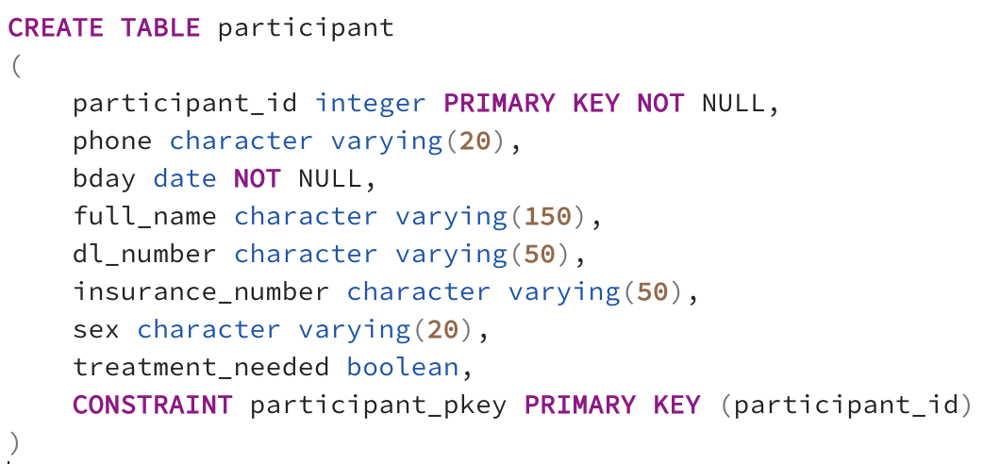 CREATE TABLE participant
(
    participant_id integer PRIMARY KEY NOT NULL,
    phone character varying(20),
    bday date NOT NULL,
    full_name character varying(150),
    dl_number character varying(50),
    insurance_number character varying(50),
    sex character varying(20),
    treatment_needed boolean,
    CONSTRAINT participant_pkey PRIMARY KEY (participant_id)
)